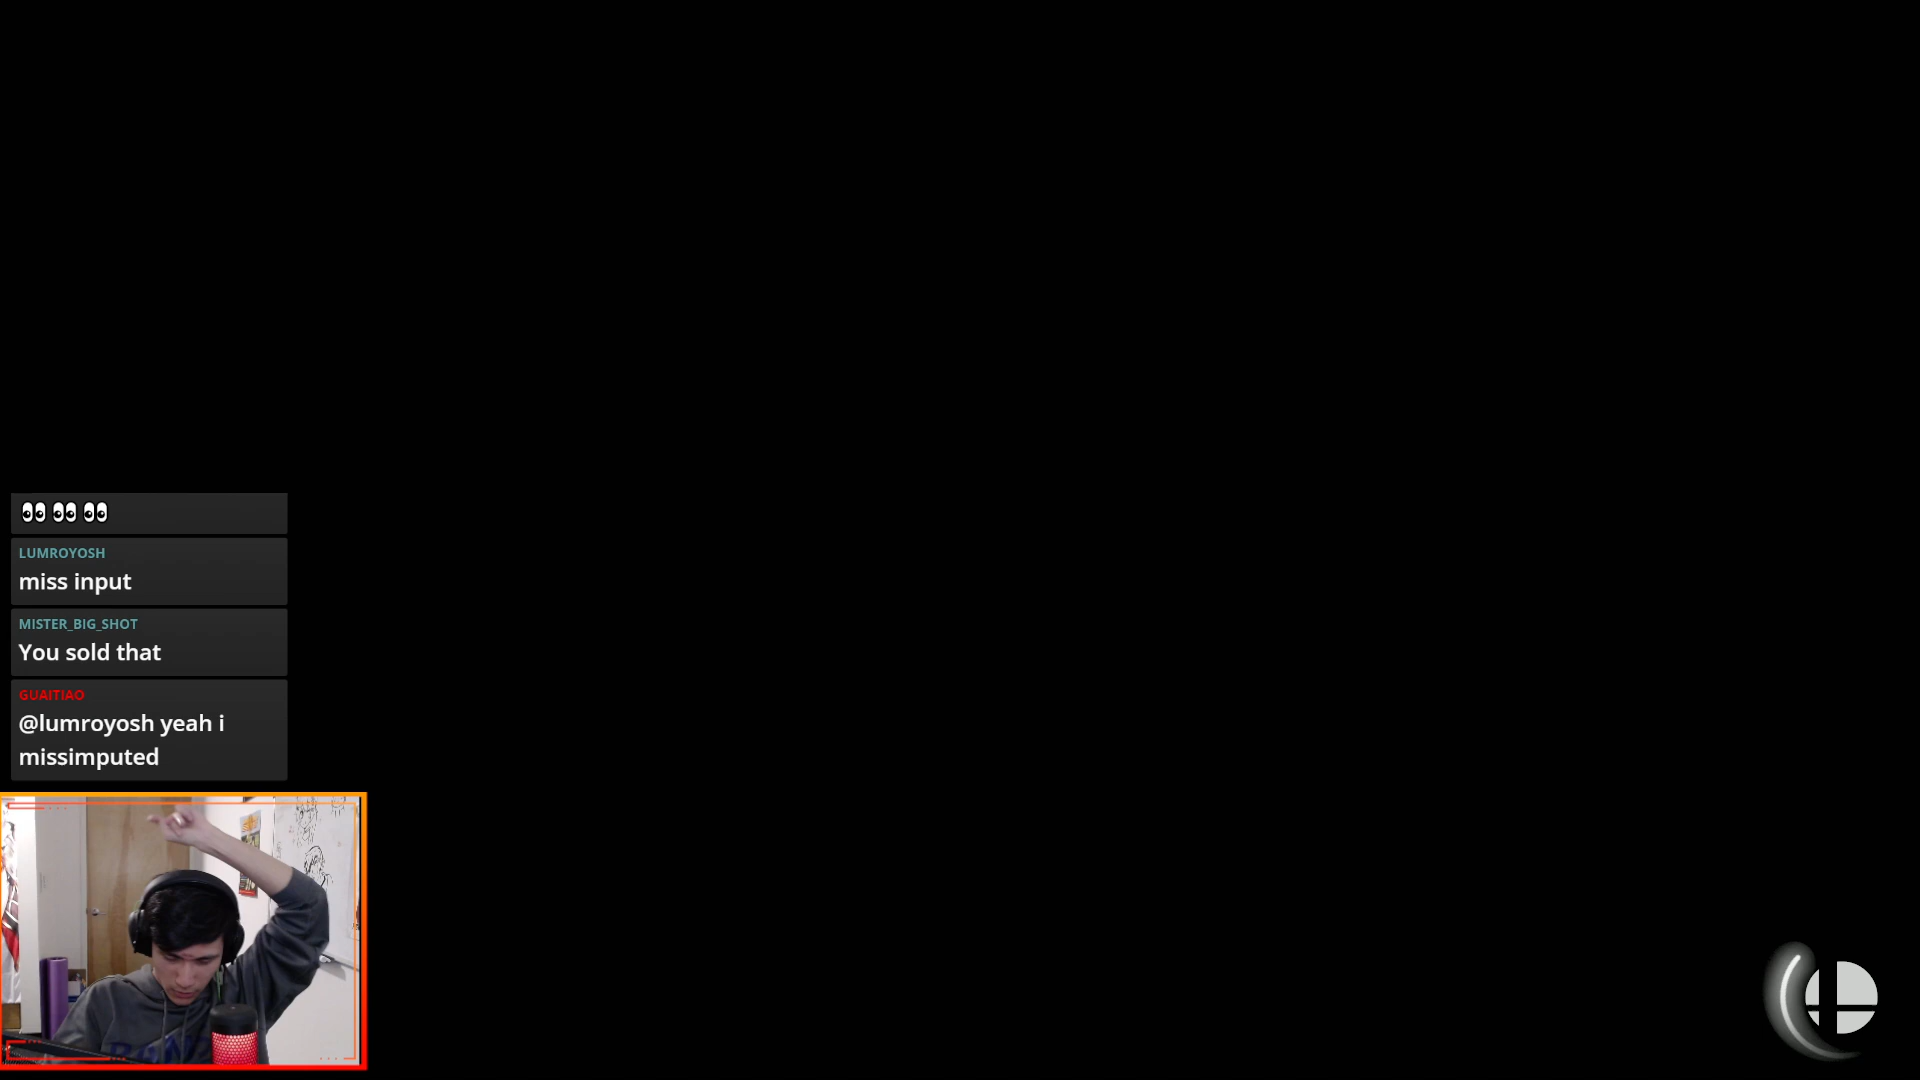 👀 👀 👀
LUMROYOSH
miss input
MISTER_BIG_SHOT
You sold that
GUAITIAO
@lumroyosh yeah i
missimputed